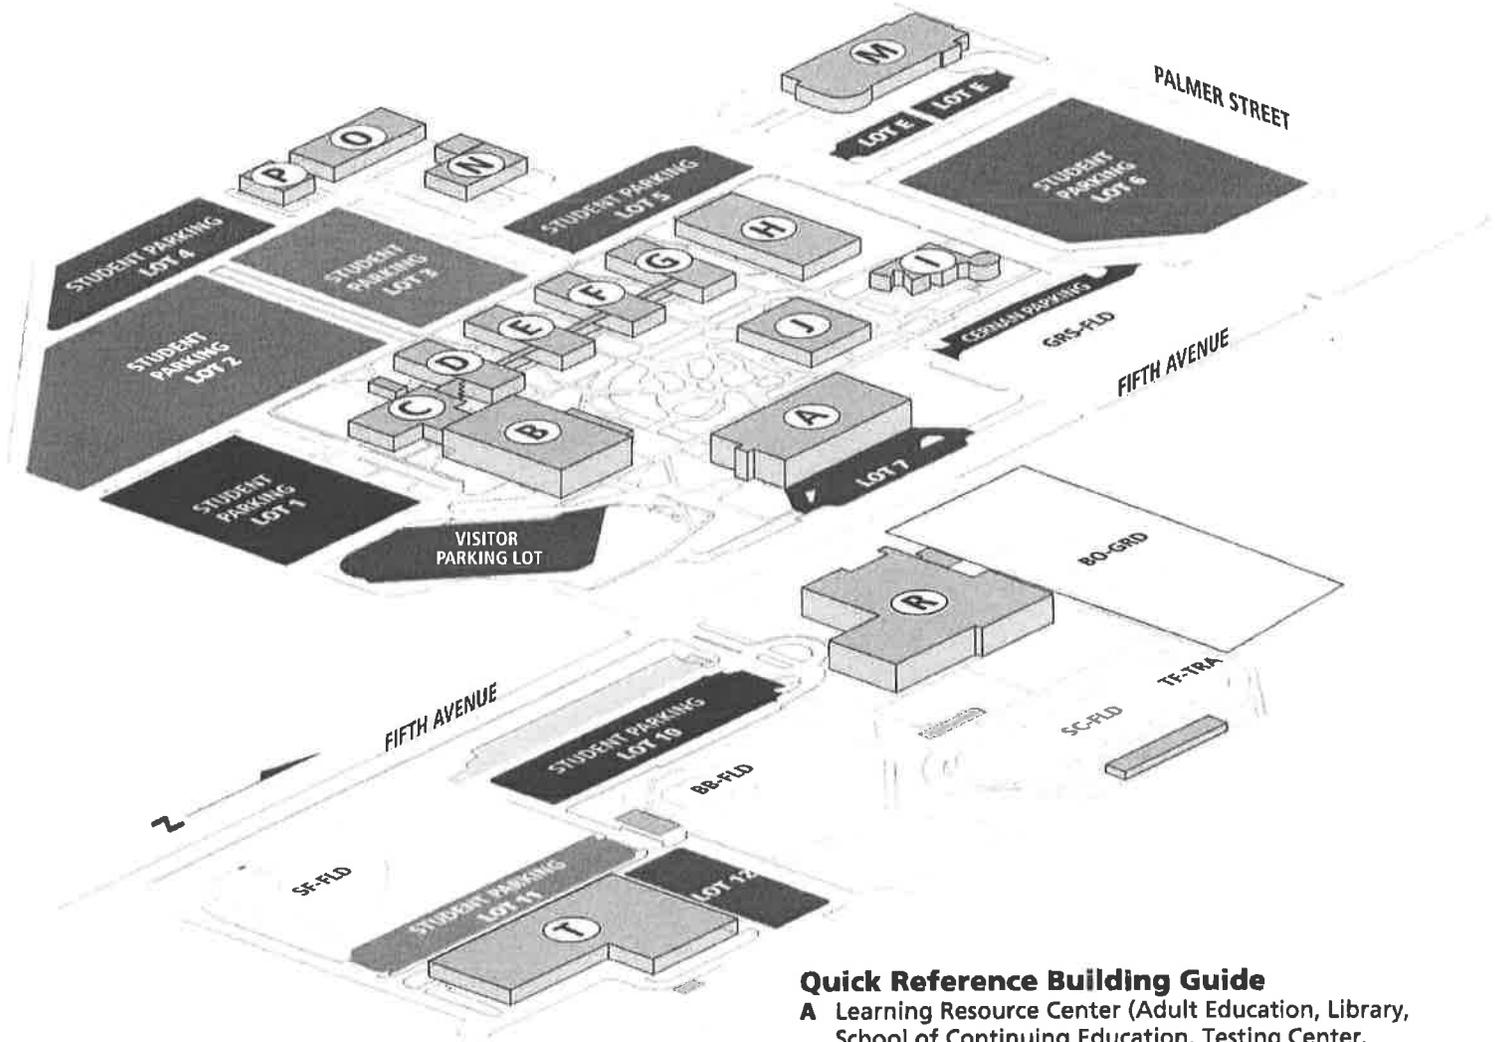 M
PALMER STREET
LOT E
LOT E
O
P
N
STUDENT
PARKING
LOT 6
STUDENT PARKING
LOT 5
STUDENT PARKING
LOT 4
STUDENT
PARKING
LOT 3
H
G
I
F
CERNAN PARKING
GRS-FLD
E
J
STUDENT
PARKING
LOT 2
D
FIFTH AVENUE
C
A
B
LOT 7
STUDENT
PARKING
LOT 1
VISITOR
PARKING LOT
BO-GRD
R
TF-TRA
FIFTH AVENUE
SC-FLD
STUDENT PARKING
LOT 10
BB-FLD
N
SF-FLD
STUDENT PARKING
LOT 11
LOT 12
T
Quick Reference Building Guide
A Learning Resource Center (Adult Education, Library,
School of Continuing Education, Testing Center,